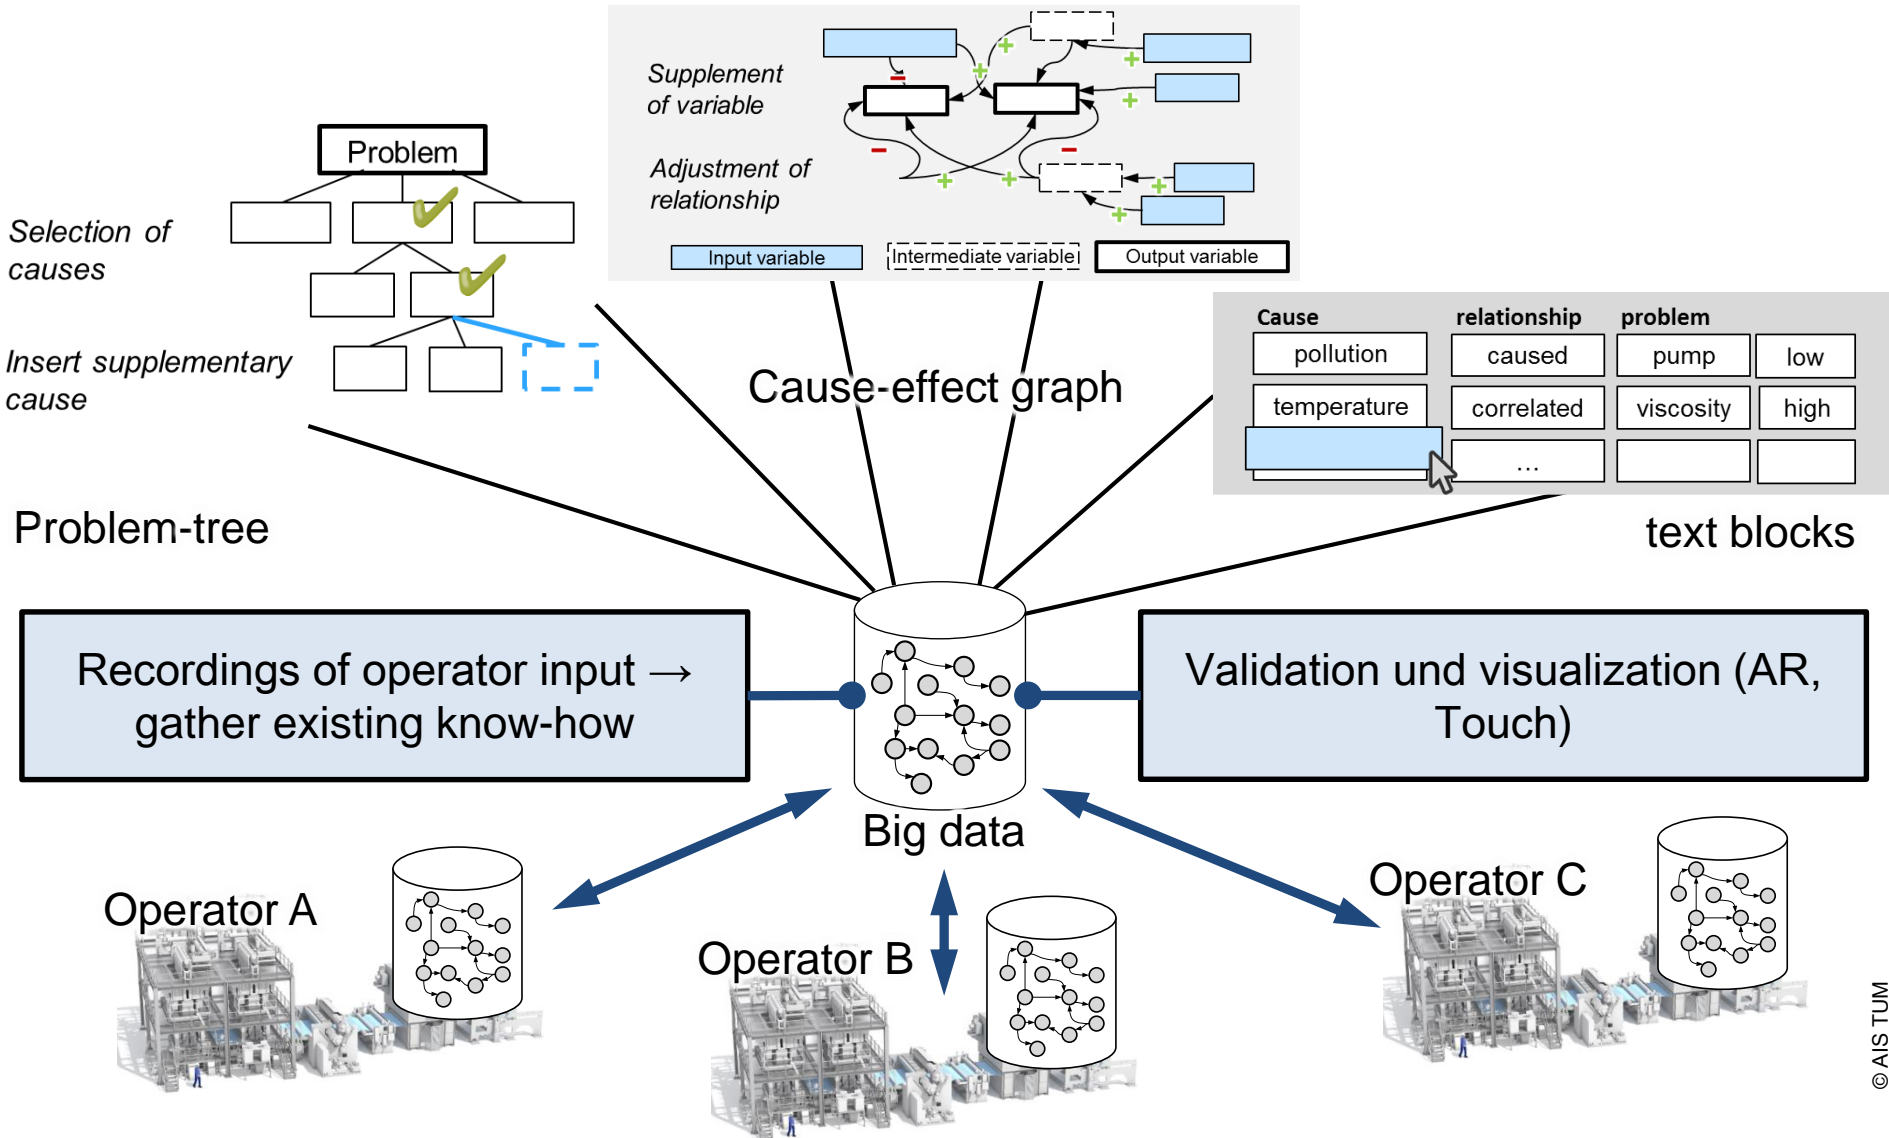 Supplement
of variable
Adjustment of
relationship
Input variable
Intermediate variable
Output variable
Problem
Selection of
causes
Insert supplementary
cause
Problem-tree
Cause-effect graph
Cause relationship problem
pollution caused pump low
temperature correlated viscosity high
...
text blocks
Recordings of operator input →
gather existing know-how
Validation und visualization (AR,
Touch)
Big data
Operator A
Operator B
Operator C
© AIS TUM